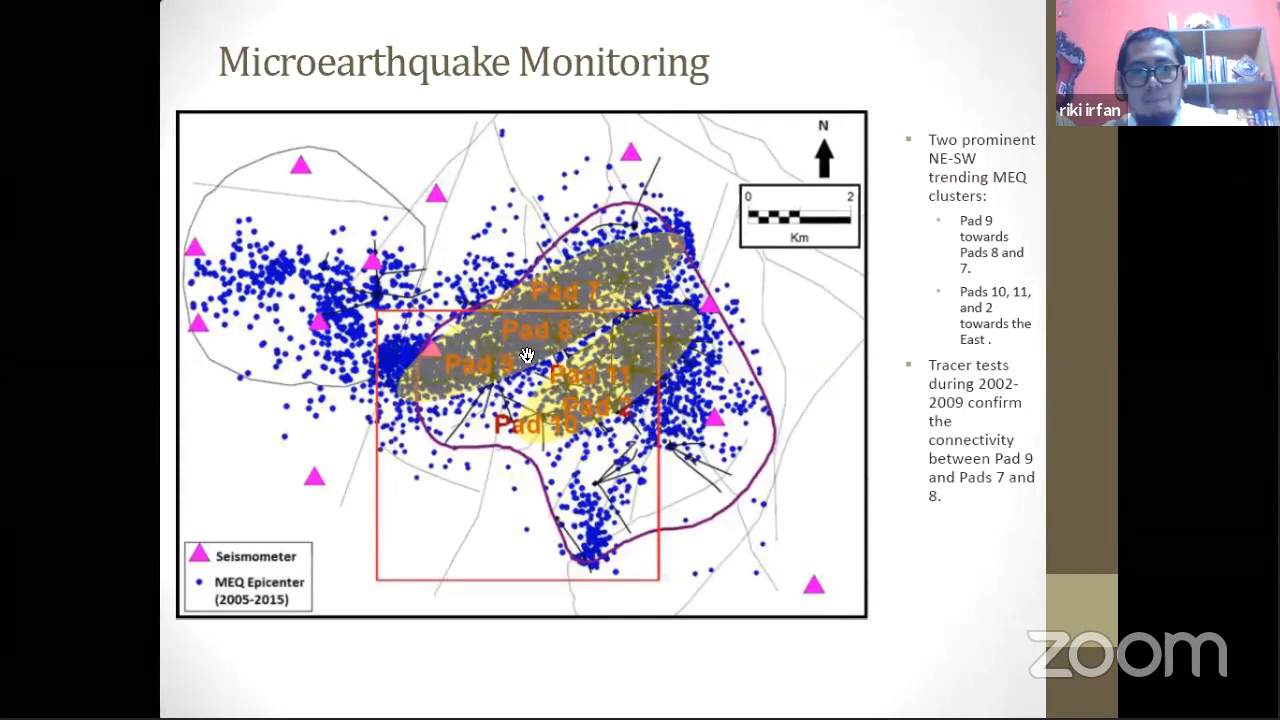 Microearthquake Monitoring
riki irfan
N
0 2
Km
Pad 7
Pad 8
Pad 9
Pad 11
Pad 2
Pad 10
Seismometer
MEQ Epicenter
(2005-2015)
Two prominent
NE-SW
trending MEQ
clusters:
Pad 9
towards
Pads 8 and
7.
Pads 10, 11,
and 2
towards the
East .
Tracer tests
during 2002-
2009 confirm
the
connectivity
between Pad 9
and Pads 7 and
8.
zoom